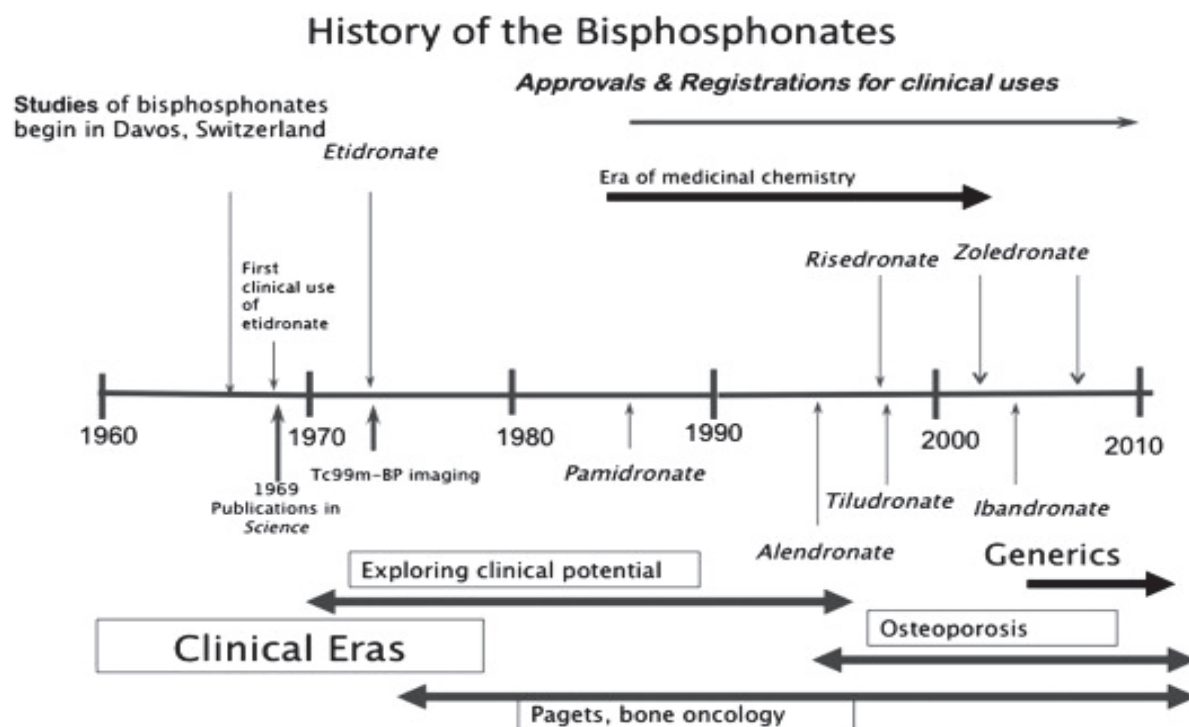 History of the Bisphosphonates
Approvals & Registrations for clinical uses
Studies of bisphosphonates
begin in Davos, Switzerland
Etidronate
Era of medicinal chemistry
Risedronate
Zoledronate
First
clinical use
of
etidronate
1960
1970
1980
1990
2000
2010
1969
Publications in
Science
Tc99m-BP imaging
Pamidronate
Tiludronate
Ibandronate
Alendronate
Generics
Exploring clinical potential
Osteoporosis
Clinical Eras
Pagets, bone oncology